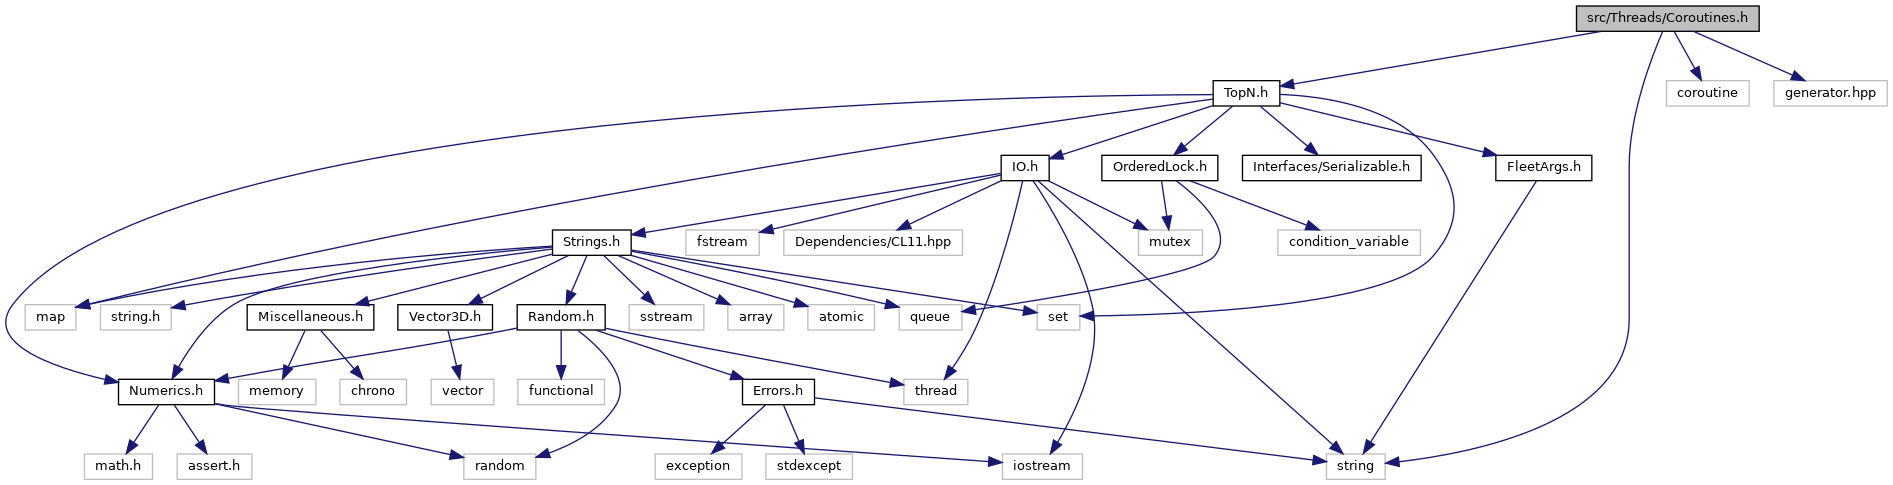 src/Threads/Coroutines.h
TopN.h
coroutine
generator.hpp
IO.h
OrderedLock.h
Interfaces/Serializable.h
FleetArgs.h
Strings.h
fstream
Dependencies/CL11.hpp
mutex
condition_variable
map
string.h
Miscellaneous.h
Vector3D.h
Random.h
sstream
array
atomic
queue
set
Numerics.h
memory
chrono
vector
functional
Errors.h
thread
math.h
assert.h
random
exception
stdexcept
iostream
string